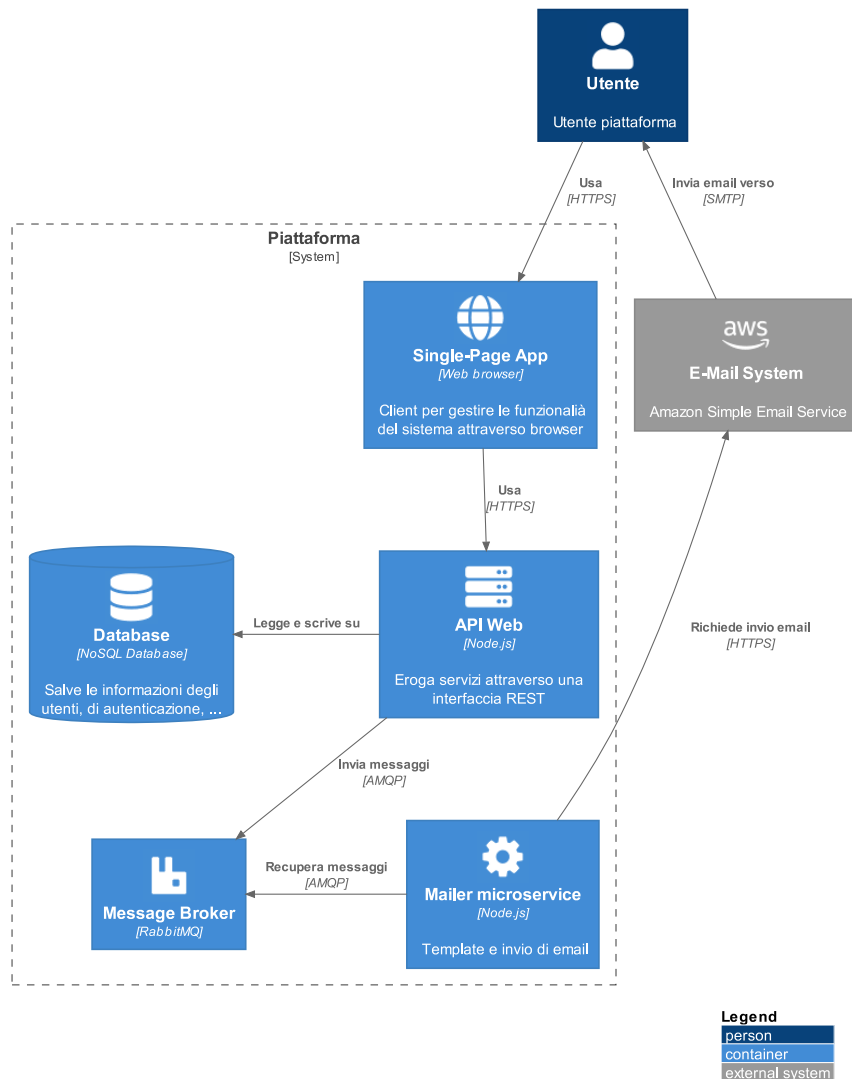 Utente
Utente piattaforma
Usa
[HTTPS]
Invia email verso
[SMTP]
Piattaforma
[System]
Single-Page App
[Web browser]
Client per gestire le funzionalià
del sistema attraverso browser
aws
E-Mail System
Amazon Simple Email Service
Usa
[HTTPS]
Database
[NoSQL Database]
Salve le informazioni degli
utenti, di autenticazione, ...
Legge e scrive su
API Web
[Node.js]
Eroga servizi attraverso una
interfaccia REST
Richiede invio email
[HTTPS]
Invia messaggi
[AMQP]
Message Broker
[RabbitMQ]
Recupera messaggi
[AMQP]
Mailer microservice
[Node.js]
Template e invio di email
Legend
person
container
external system